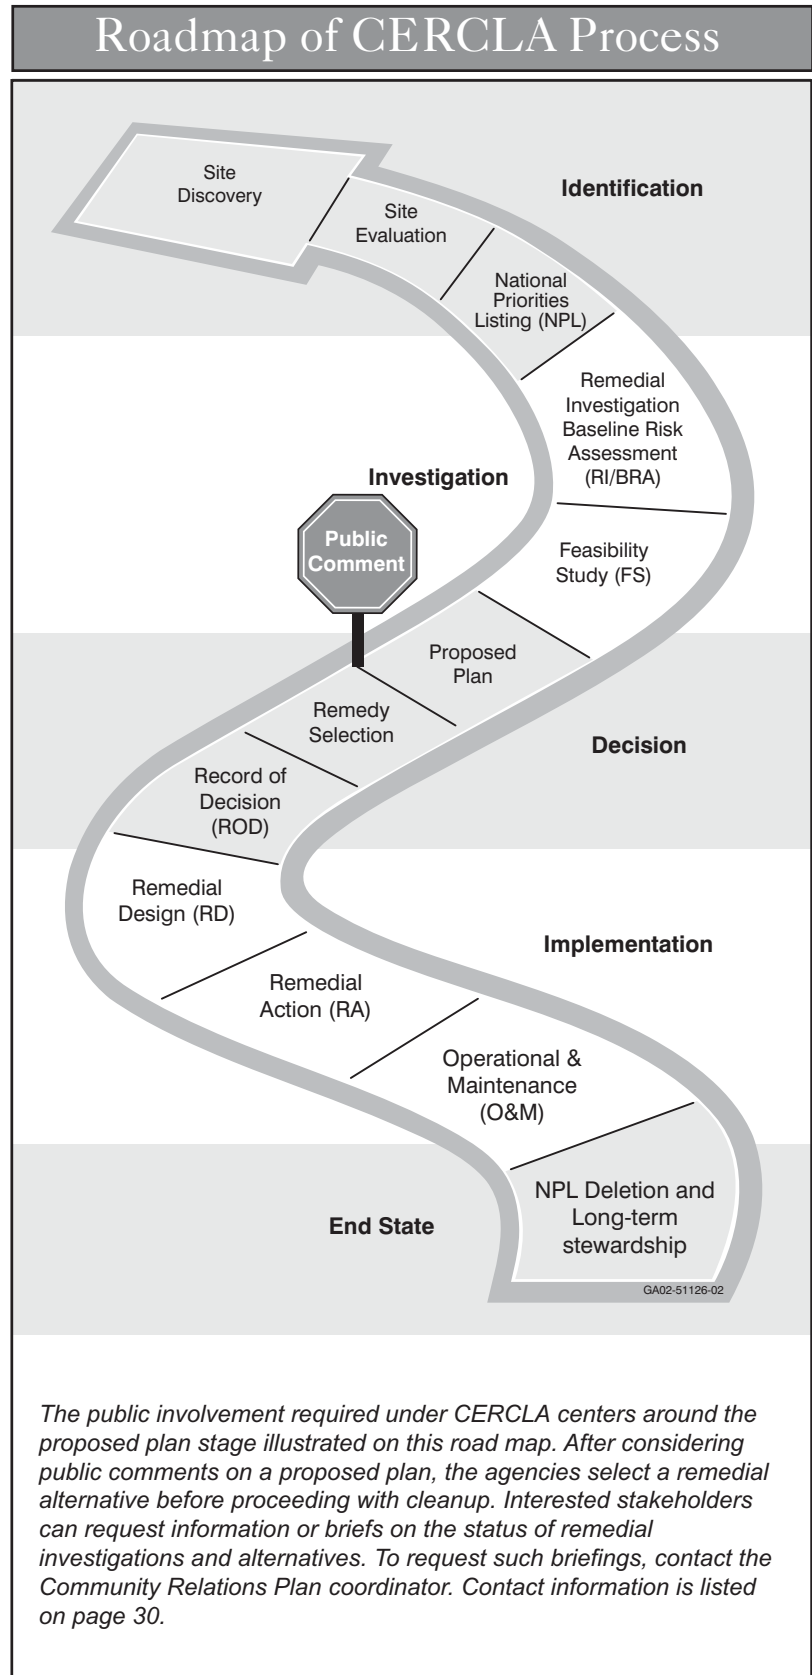 Roadmap of CERCLA Process
Site
Discovery
Identification
Site
Evaluation
National
Priorities
Listing (NPL)
Remedial
Investigation
Baseline Risk
Assessment
(RI/BRA)
Investigation
Public
Comment
Feasibility
Study (FS)
Proposed
Plan
Remedy
Selection
Decision
Record of
Decision
(ROD)
Remedial
Design (RD)
Implementation
Remedial
Action (RA)
Operational &
Maintenance
(O&M)
NPL Deletion and
Long-term
stewardship
End State
GA02-51126-02
The public involvement required under CERCLA centers around the
proposed plan stage illustrated on this road map. After considering
public comments on a proposed plan, the agencies select a remedial
alternative before proceeding with cleanup. Interested stakeholders
can request information or briefs on the status of remedial
investigations and alternatives. To request such briefings, contact the
Community Relations Plan coordinator. Contact information is listed
on page 30.